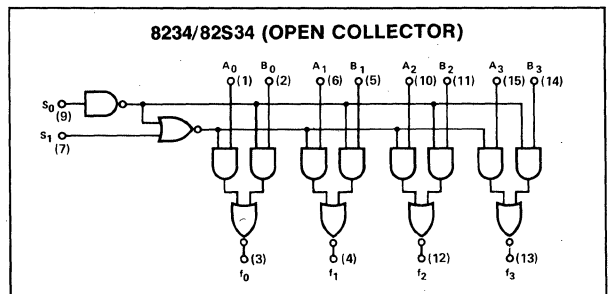 8234/82S34 (OPEN COLLECTOR)
A0 B0 A1 B1 A2 B2 A3 B3
(1) (2) (6) (5) (10) (11) (15) (14)
S0
(9)
S1
(7)
(3) (4) (12) (13)
f0 f1 f2 f3